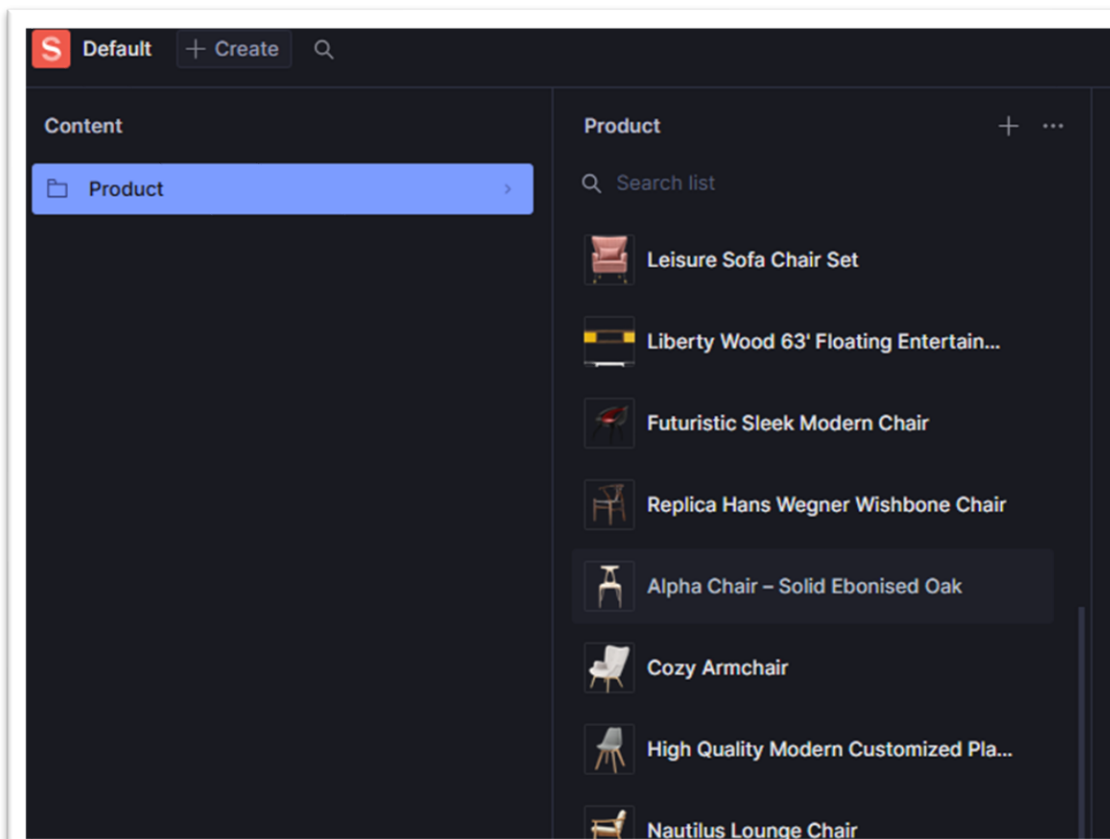 S Default + Create
Content
Product
Product
Search list
Leisure Sofa Chair Set
Liberty Wood 63' Floating Entertain...
Futuristic Sleek Modern Chair
Replica Hans Wegner Wishbone Chair
Alpha Chair – Solid Ebonised Oak
Cozy Armchair
High Quality Modern Customized Pla...
Nautilus Lounge Chair